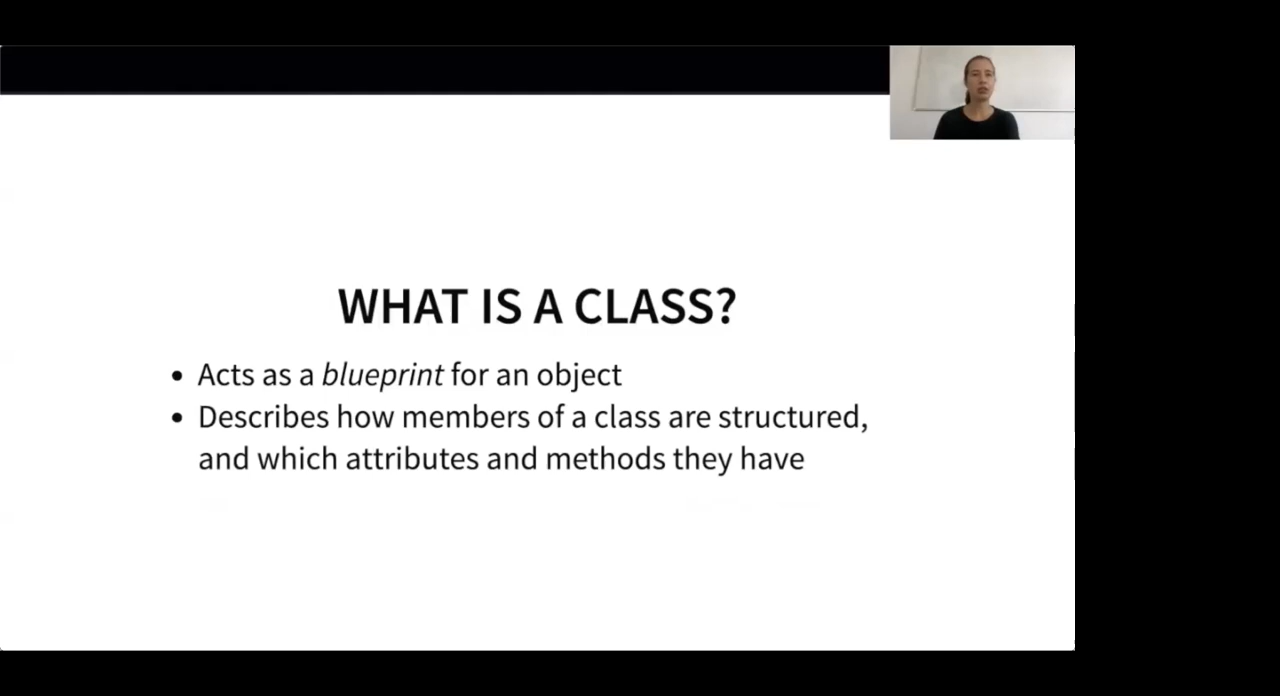 WHAT IS A CLASS?
• Acts as a blueprint for an object
• Describes how members of a class are structured,
and which attributes and methods they have